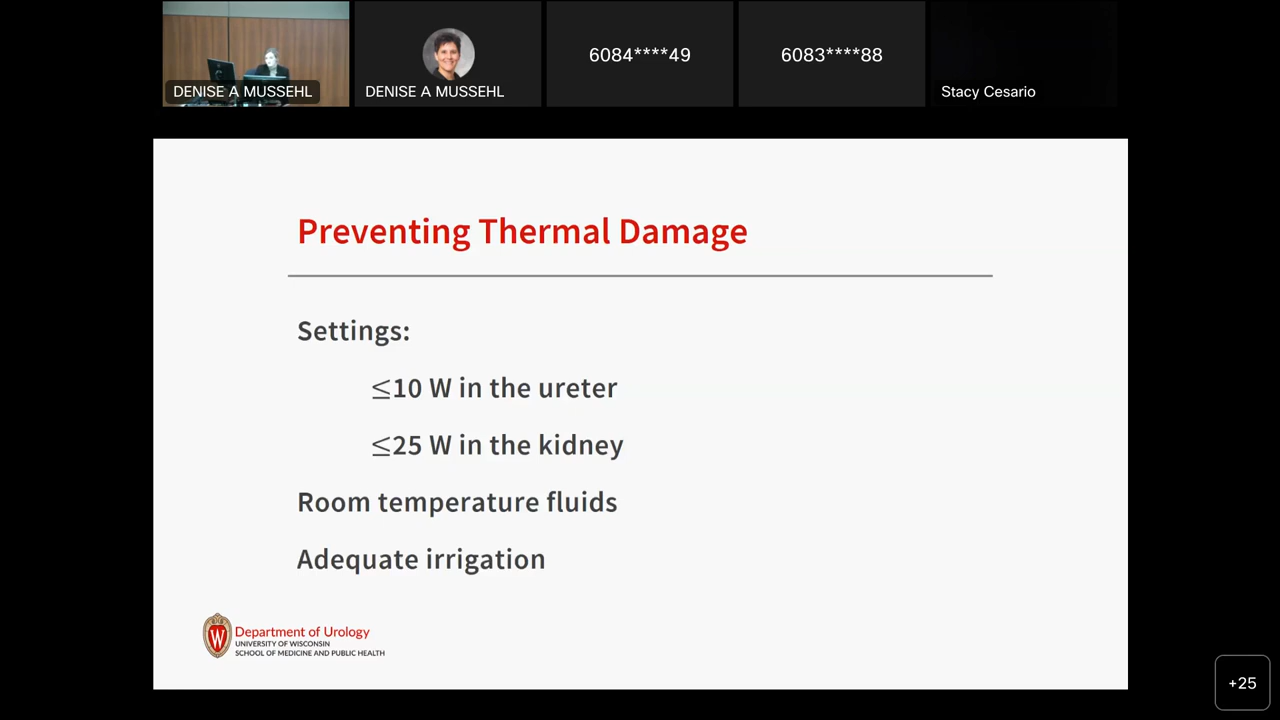 DENISE A MUSSEHL
DENISE A MUSSEHL
6084****49
6083****88
Stacy Cesario
Preventing Thermal Damage
Settings:
≤10 W in the ureter
≤25 W in the kidney
Room temperature fluids
Adequate irrigation
W
Department of Urology
UNIVERSITY OF WISCONSIN
SCHOOL OF MEDICINE AND PUBLIC HEALTH
+25